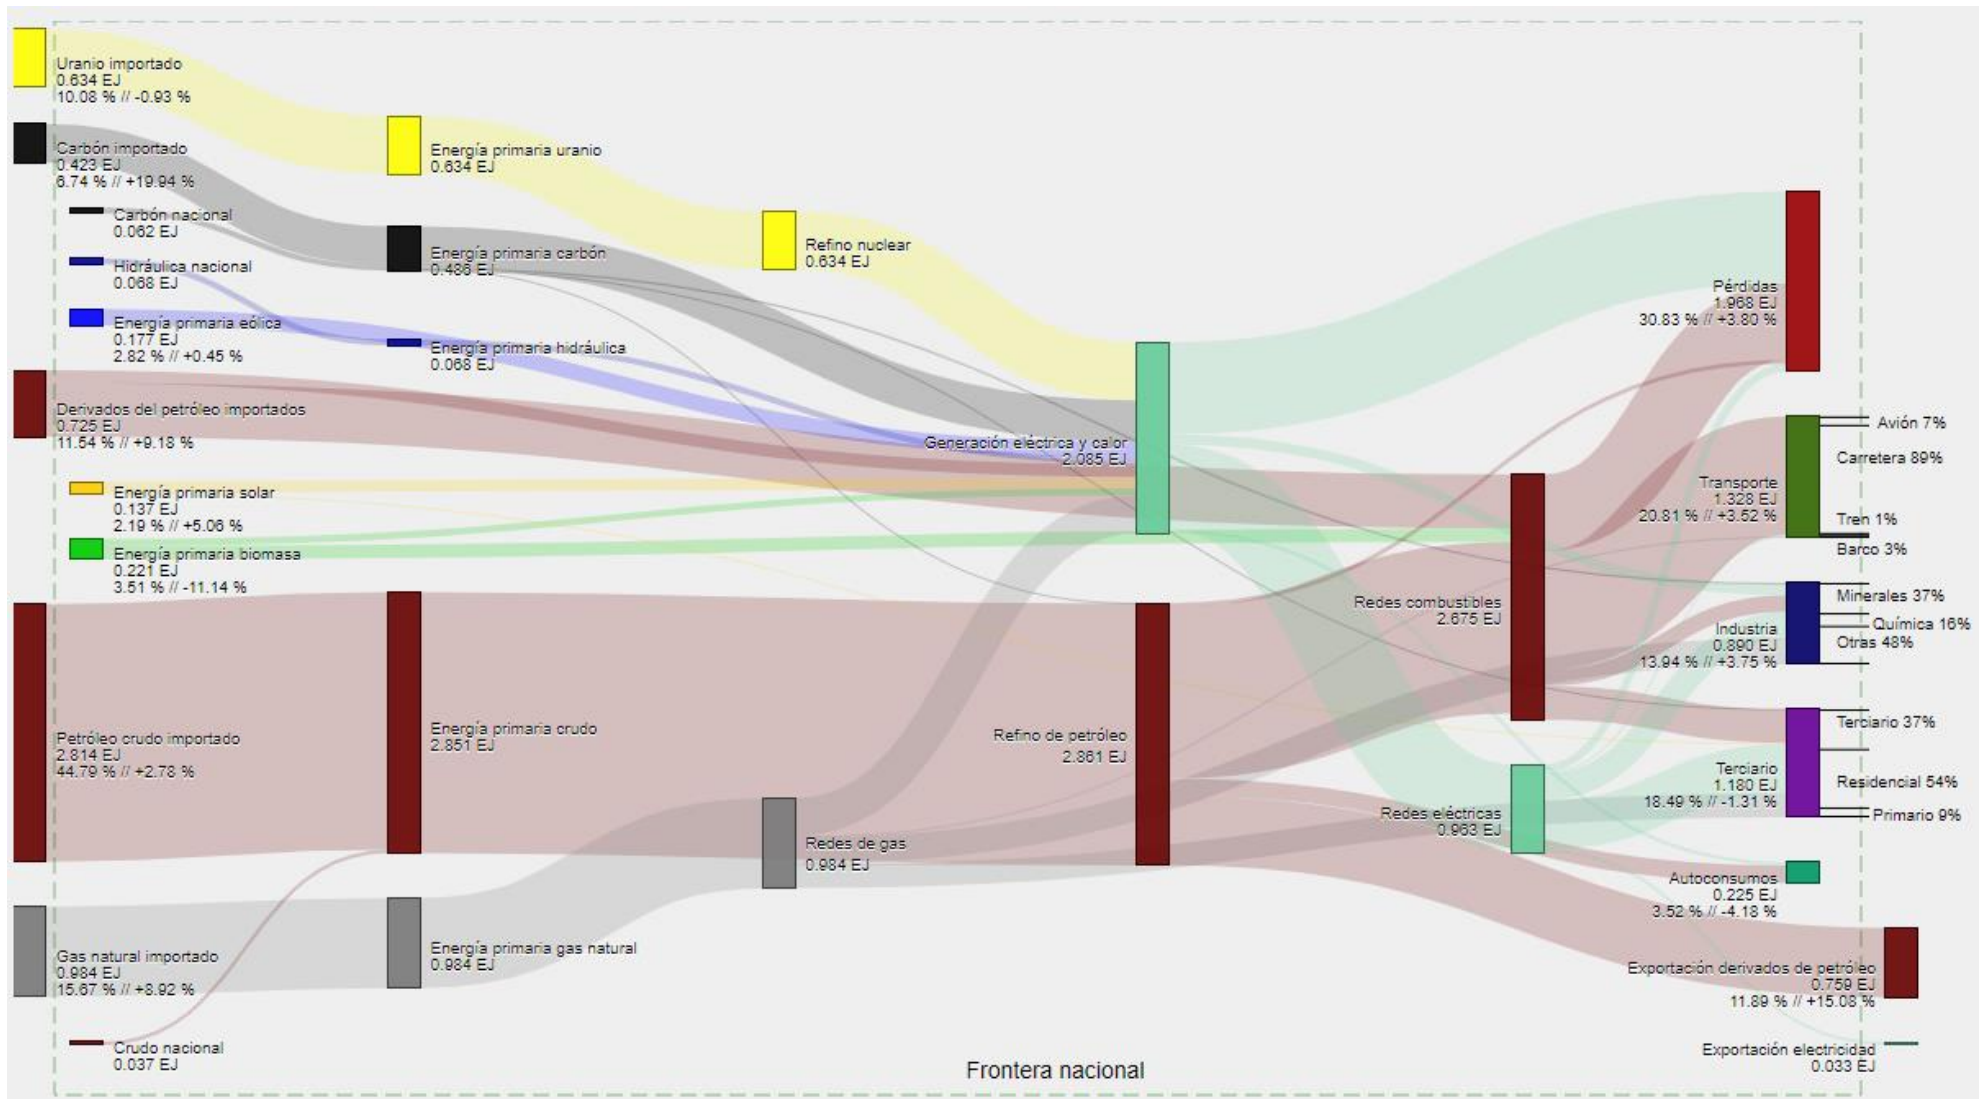 Uranio importado
0.634 EJ
10.08 % // -0.93 %
Carbón importado
0.423 EJ
6.74 % // +19.94 %
Carbón nacional
0.062 EJ
Hidráulica nacional
0.068 EJ
Energía primaria eólica
0.177 EJ
2.82 % // +0.45 %
Derivados del petróleo importados
0.725 EJ
11.54 % // +9.18 %
Energía primaria solar
0.137 EJ
2.19 % // +5.06 %
Energía primaria biomasa
0.221 EJ
3.51 % // -11.14 %
Petróleo crudo importado
2.814 EJ
44.79 % // +2.78 %
Gas natural importado
0.984 EJ
15.67 % // +8.92 %
Crudo nacional
0.037 EJ
Energía primaria uranio
0.634 EJ
Energía primaria carbón
0.486 EJ
Energía primaria hidráulica
0.068 EJ
Energía primaria crudo
2.851 EJ
Energía primaria gas natural
0.984 EJ
Refino nuclear
0.634 EJ
Redes de gas
0.984 EJ
Generación eléctrica y calor
2.085 EJ
Refino de petróleo
2.861 EJ
Redes combustibles
2.675 EJ
Redes eléctricas
0.963 EJ
Pérdidas
1.968 EJ
30.83 % // +3.80 %
Transporte
1.328 EJ
20.81 % // +3.52 %
Avión 7%
Carretera 89%
Tren 1%
Barco 3%
Industria
0.890 EJ
13.94 % // +3.75 %
Minerales 37%
Química 16%
Otras 48%
Terciario
1.180 EJ
18.49 % // -1.31 %
Terciario 37%
Residencial 54%
Primario 9%
Autoconsumos
0.225 EJ
3.52 % // -4.18 %
Exportación derivados de petróleo
0.759 EJ
11.89 % // +15.08 %
Exportación electricidad
0.033 EJ
Frontera nacional